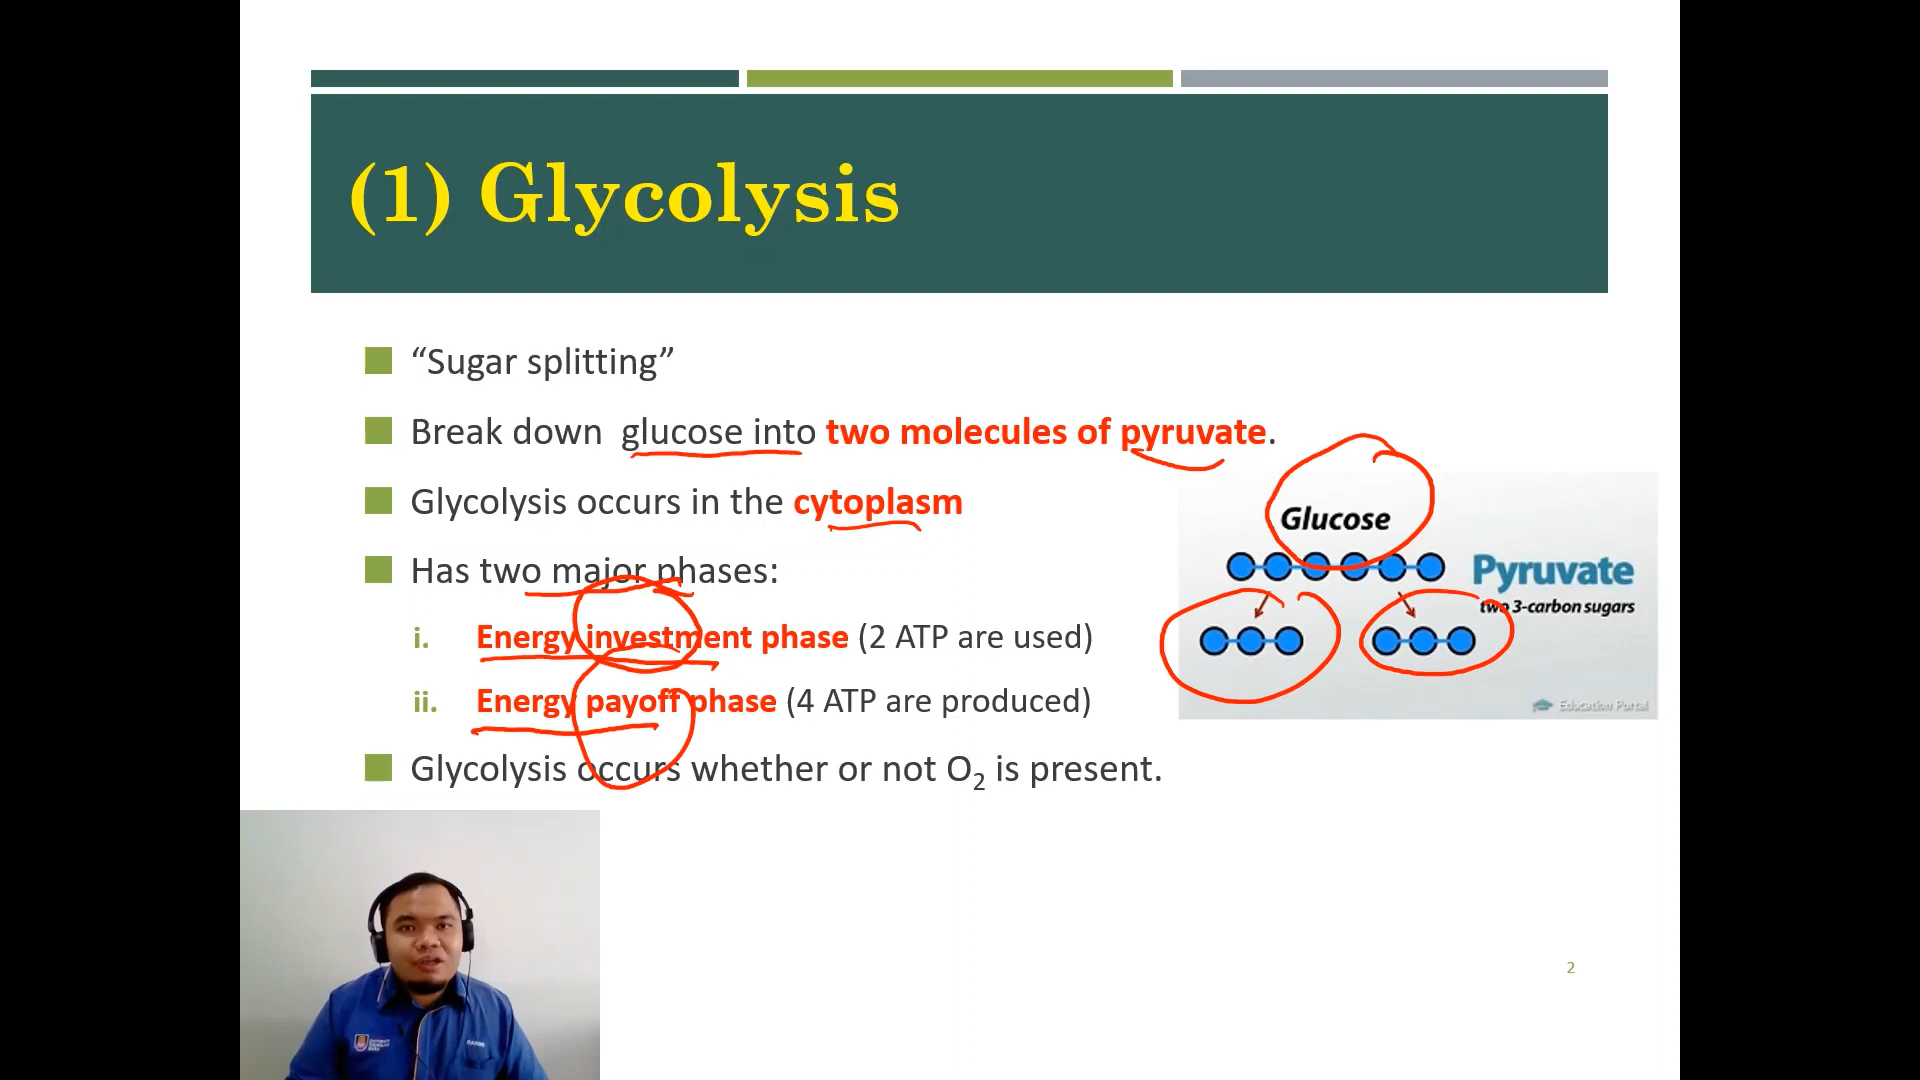 (1) Glycolysis
“Sugar splitting”
Break down glucose into two molecules of pyruvate.
Glycolysis occurs in the cytoplasm
Has two major phases:
i. Energy investment phase (2 ATP are used)
ii. Energy payoff phase (4 ATP are produced)
Glycolysis occurs whether or not O₂ is present.
Glucose
Pyruvate
two 3-carbon sugars
Education Portal
2